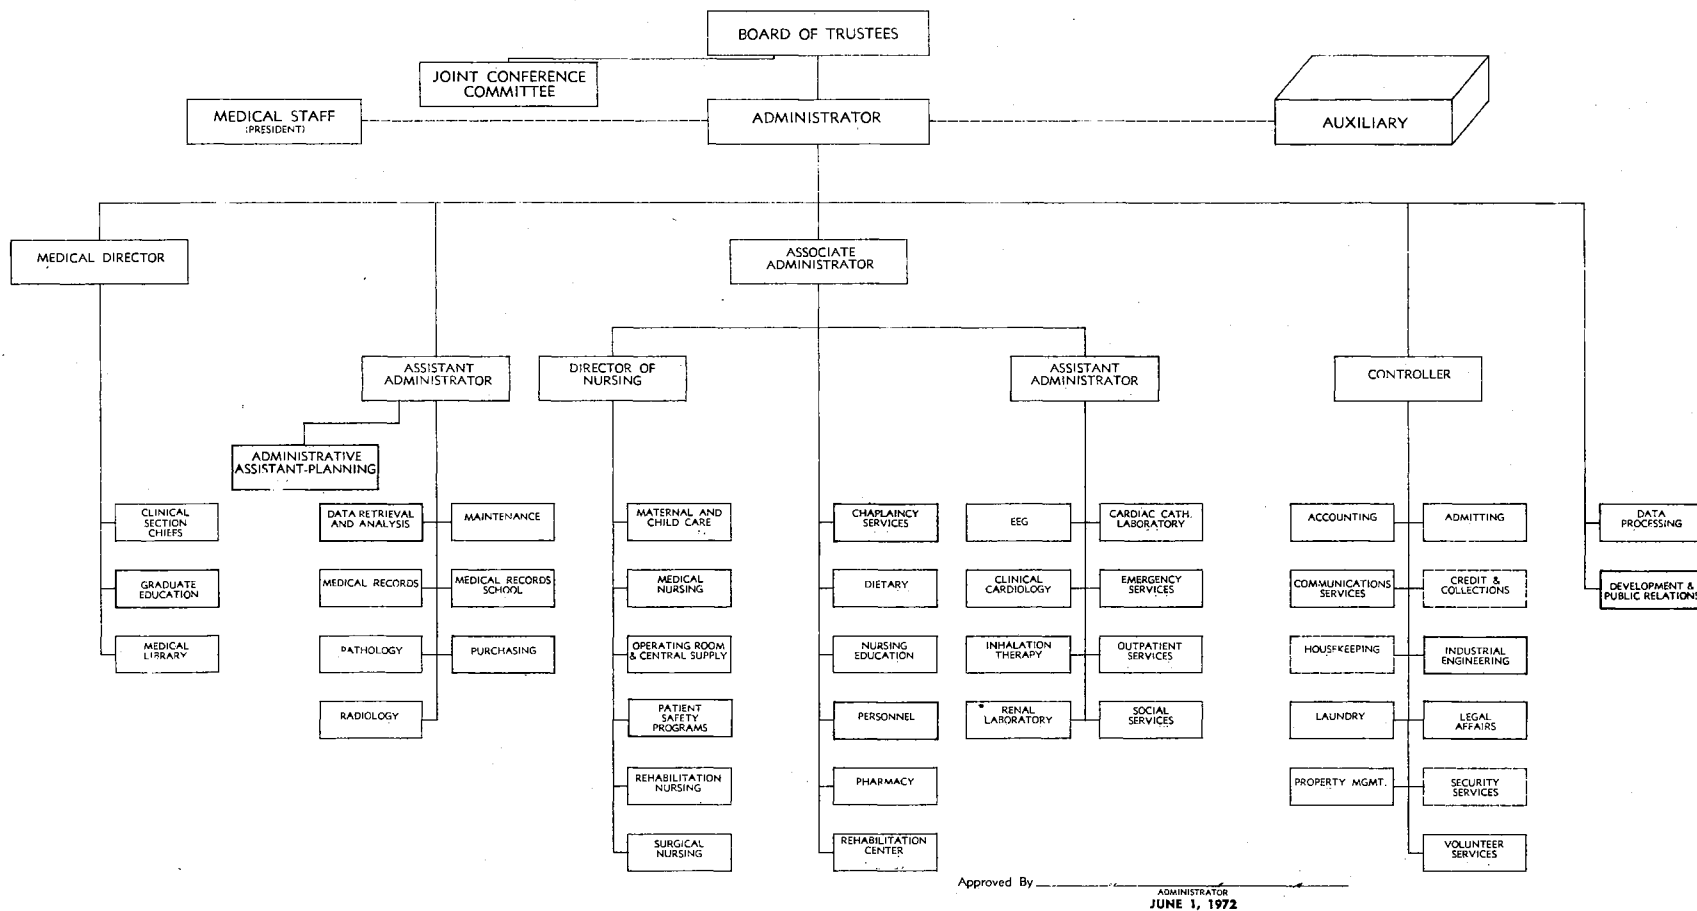 BOARD OF TRUSTEES
JOINT CONFERENCE
COMMITTEE
MEDICAL STAFF
(PRESIDENT)
ADMINISTRATOR
AUXILIARY
MEDICAL DIRECTOR
ASSOCIATE
ADMINISTRATOR
ASSISTANT
ADMINISTRATOR
DIRECTOR OF
NURSING
ASSISTANT
ADMINISTRATOR
CONTROLLER
ADMINISTRATIVE
ASSISTANT-PLANNING
CLINICAL
SECTION
CHIEFS
GRADUATE
EDUCATION
MEDICAL
LIBRARY
DATA RETRIEVAL
AND ANALYSIS
MAINTENANCE
MEDICAL RECORDS
MEDICAL RECORDS
SCHOOL
PATHOLOGY
PURCHASING
RADIOLOGY
MATERNAL AND
CHILD CARE
MEDICAL
NURSING
OPERATING ROOM
& CENTRAL SUPPLY
PATIENT
SAFETY
PROGRAMS
REHABILITATION
NURSING
SURGICAL
NURSING
CHAPLAINCY
SERVICES
DIETARY
NURSING
EDUCATION
PERSONNEL
PHARMACY
REHABILITATION
CENTER
EEG
CARDIAC CATH.
LABORATORY
CLINICAL
CARDIOLOGY
EMERGENCY
SERVICES
INHALATION
THERAPY
OUTPATIENT
SERVICES
RENAL
LABORATORY
SOCIAL
SERVICES
ACCOUNTING
ADMITTING
COMMUNICATIONS
SERVICES
CREDIT &
COLLECTIONS
HOUSEKEEPING
INDUSTRIAL
ENGINEERING
LAUNDRY
LEGAL
AFFAIRS
PROPERTY MGMT.
SECURITY
SERVICES
VOLUNTEER
SERVICES
DATA
PROCESSING
DEVELOPMENT &
PUBLIC RELATIONS
Approved By
ADMINISTRATOR
JUNE 1, 1972